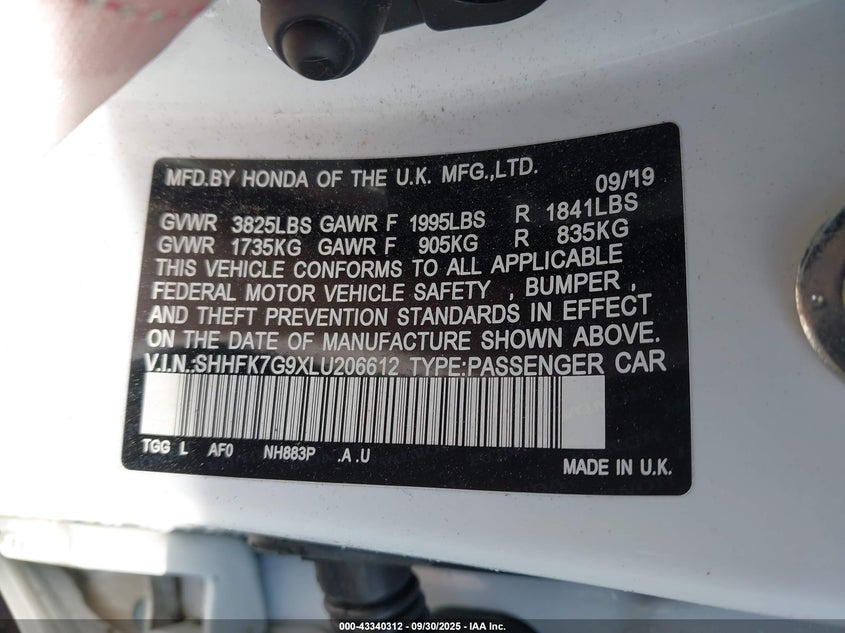 MFD.BY HONDA OF THE U.K. MFG.,LTD. 09/19
GVWR 3825LBS GAWR F 1995LBS R 1841LBS
GVWR 1735KG GAWR F 905KG R 835KG
THIS VEHICLE CONFORMS TO ALL APPLICABLE
FEDERAL MOTOR VEHICLE SAFETY , BUMPER ,
AND THEFT PREVENTION STANDARDS IN EFFECT
ON THE DATE OF MANUFACTURE SHOWN ABOVE.
V.I.N.:SHHFK7G9XLU206612 TYPE:PASSENGER CAR
TGG L AF0 NH883P .A .U
MADE IN U.K.
000-43340312 | 09/30/2025 | IAA Inc.